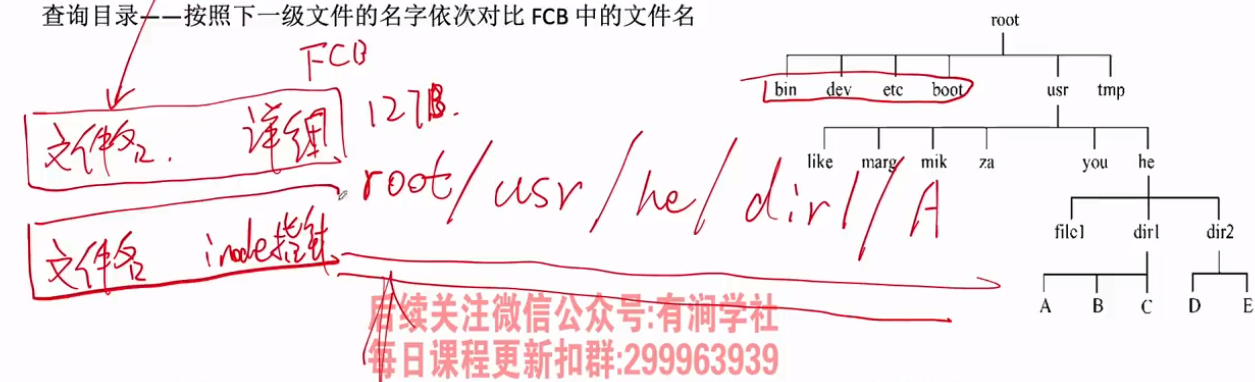 查询目录——按照下一级文件的名字依次对比 FCB 中的文件名
root
FCB
bin dev etc boot usr tmp
文件名. 详细
127B.
like marg mik za you he
root/usr/he/dir1/A
文件名 inode指针
file1 dir1 dir2
A B C D E
后续关注微信公众号:有涧学社
每日课程更新扣群:299963939